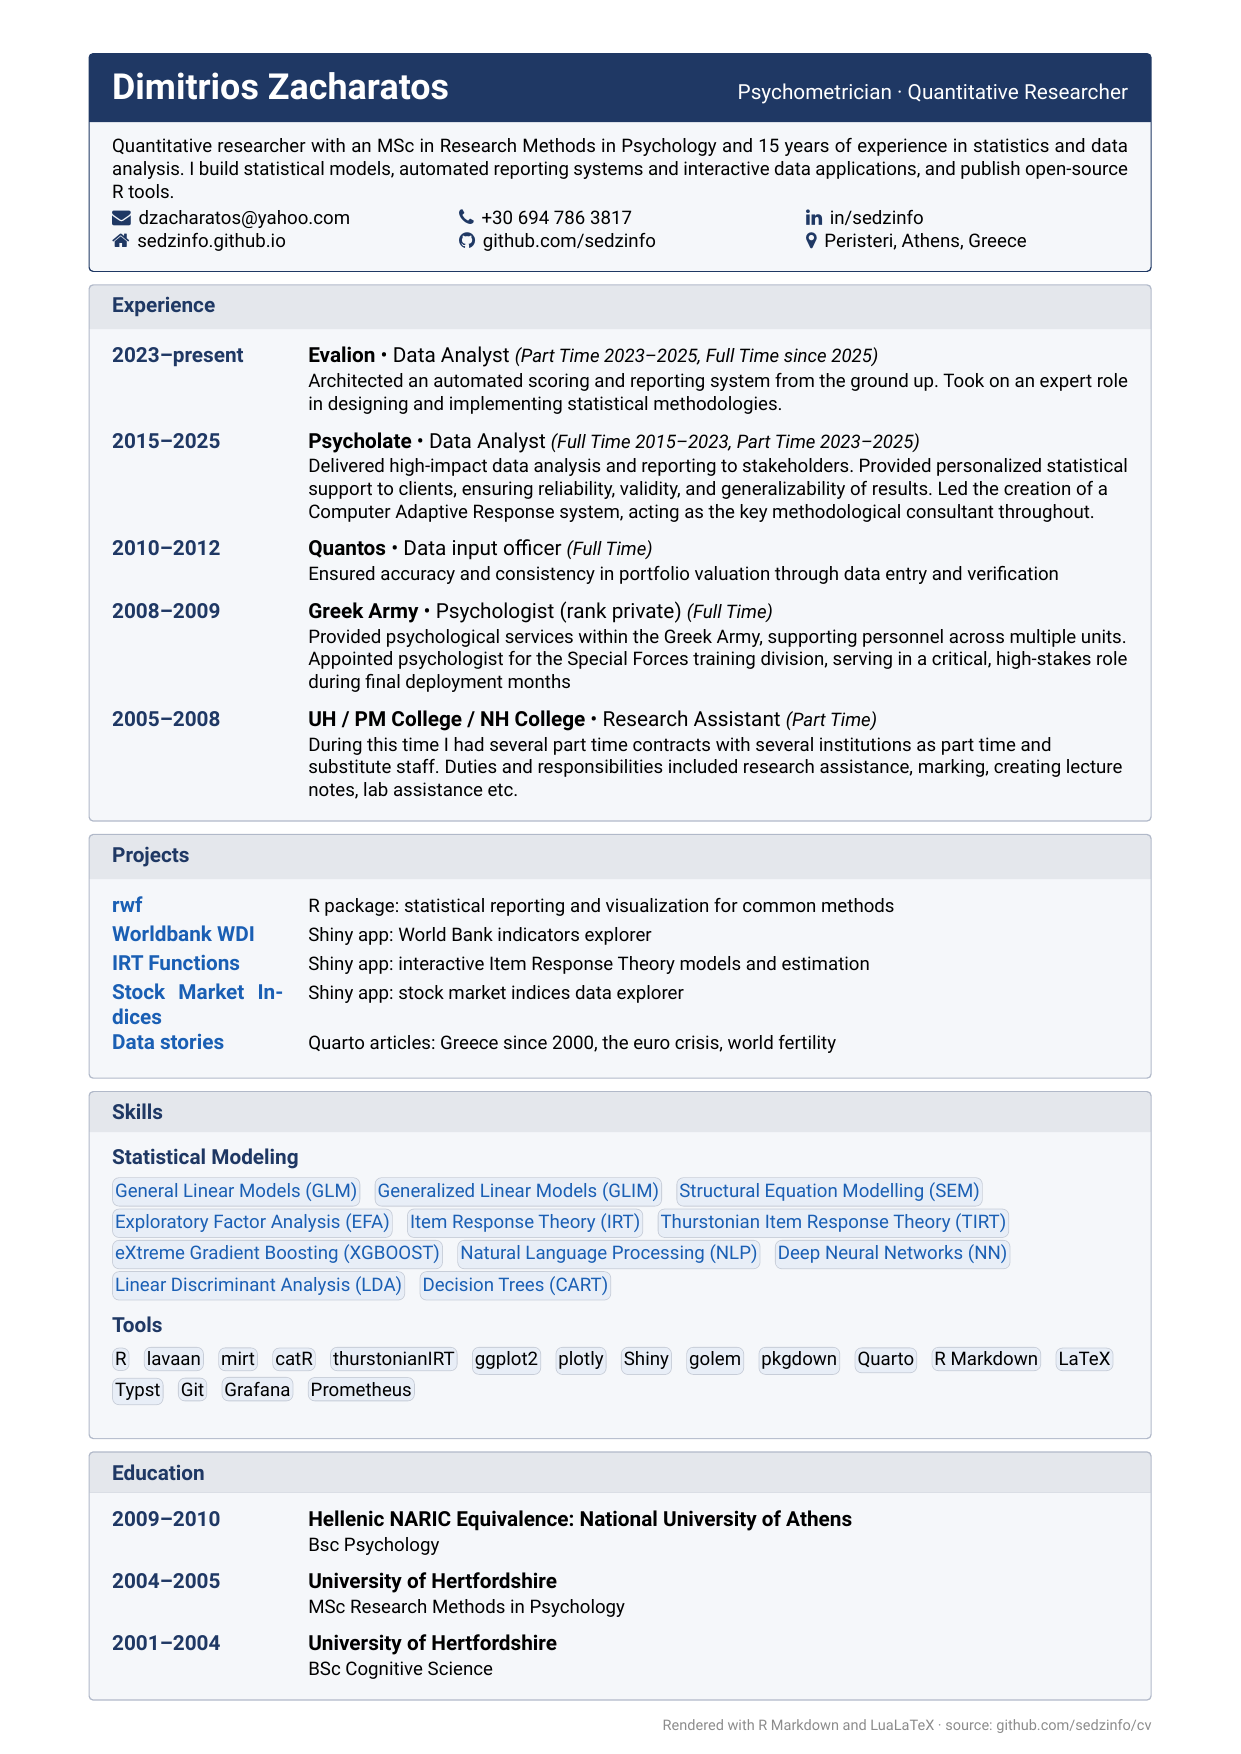 Dimitrios Zacharatos
Psychometrician · Quantitative Researcher
Quantitative researcher with an MSc in Research Methods in Psychology and 15 years of experience in statistics and data
analysis. I build statistical models, automated reporting systems and interactive data applications, and publish open-source
R tools.
dzacharatos@yahoo.com +30 694 786 3817 in/sedzinfo
sedzinfo.github.io github.com/sedzinfo Peristeri, Athens, Greece
Experience
2023–present Evalion • Data Analyst (Part Time 2023–2025, Full Time since 2025)
Architected an automated scoring and reporting system from the ground up. Took on an expert role
in designing and implementing statistical methodologies.
2015–2025 Psycholate • Data Analyst (Full Time 2015–2023, Part Time 2023–2025)
Delivered high-impact data analysis and reporting to stakeholders. Provided personalized statistical
support to clients, ensuring reliability, validity, and generalizability of results. Led the creation of a
Computer Adaptive Response system, acting as the key methodological consultant throughout.
2010–2012 Quantos • Data input officer (Full Time)
Ensured accuracy and consistency in portfolio valuation through data entry and verification
2008–2009 Greek Army • Psychologist (rank private) (Full Time)
Provided psychological services within the Greek Army, supporting personnel across multiple units.
Appointed psychologist for the Special Forces training division, serving in a critical, high-stakes role
during final deployment months
2005–2008 UH / PM College / NH College • Research Assistant (Part Time)
During this time I had several part time contracts with several institutions as part time and
substitute staff. Duties and responsibilities included research assistance, marking, creating lecture
notes, lab assistance etc.
Projects
rwf R package: statistical reporting and visualization for common methods
Worldbank WDI Shiny app: World Bank indicators explorer
IRT Functions Shiny app: interactive Item Response Theory models and estimation
Stock Market In- Shiny app: stock market indices data explorer
dices
Data stories Quarto articles: Greece since 2000, the euro crisis, world fertility
Skills
Statistical Modeling
General Linear Models (GLM) Generalized Linear Models (GLIM) Structural Equation Modelling (SEM)
Exploratory Factor Analysis (EFA) Item Response Theory (IRT) Thurstonian Item Response Theory (TIRT)
eXtreme Gradient Boosting (XGBOOST) Natural Language Processing (NLP) Deep Neural Networks (NN)
Linear Discriminant Analysis (LDA) Decision Trees (CART)
Tools
R lavaan mirt catR thurstonianIRT ggplot2 plotly Shiny golem pkgdown Quarto R Markdown LaTeX
Typst Git Grafana Prometheus
Education
2009–2010 Hellenic NARIC Equivalence: National University of Athens
Bsc Psychology
2004–2005 University of Hertfordshire
MSc Research Methods in Psychology
2001–2004 University of Hertfordshire
BSc Cognitive Science
Rendered with R Markdown and LuaLaTeX · source: github.com/sedzinfo/cv